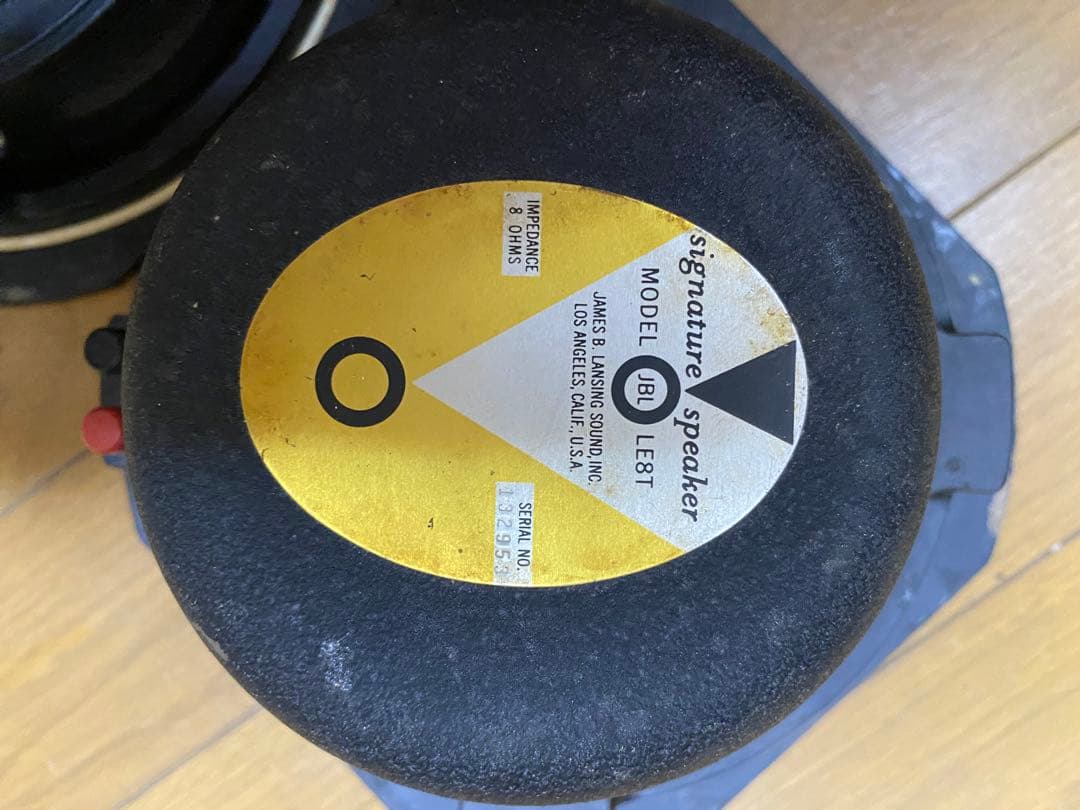 signature speaker
MODEL JBL LE8T
JAMES B. LANSING SOUND, INC.
LOS ANGELES, CALIF., U.S.A.
IMPEDANCE
8 OHMS
SERIAL NO.
132953